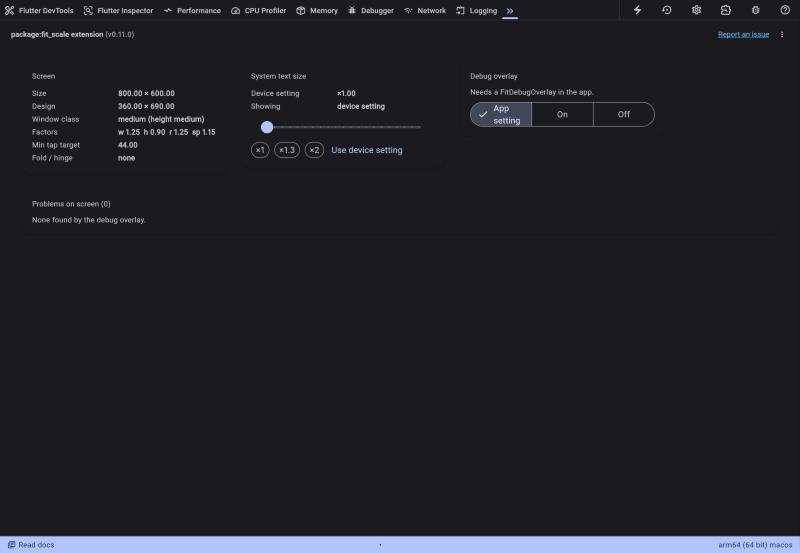 Flutter DevTools Flutter Inspector Performance CPU Profiler Memory Debugger Network Logging
package:fit_scale extension (v0.11.0) Report an issue
Screen
Size 800.00 × 600.00
Design 360.00 × 690.00
Window class medium (height medium)
Factors w 1.25 h 0.90 r 1.25 sp 1.15
Min tap target 44.00
Fold / hinge none
System text size
Device setting ×1.00
Showing device setting
×1 ×1.3 ×2 Use device setting
Debug overlay
Needs a FitDebugOverlay in the app.
App setting On Off
Problems on screen (0)
None found by the debug overlay.
Read docs arm64 (64 bit) macos